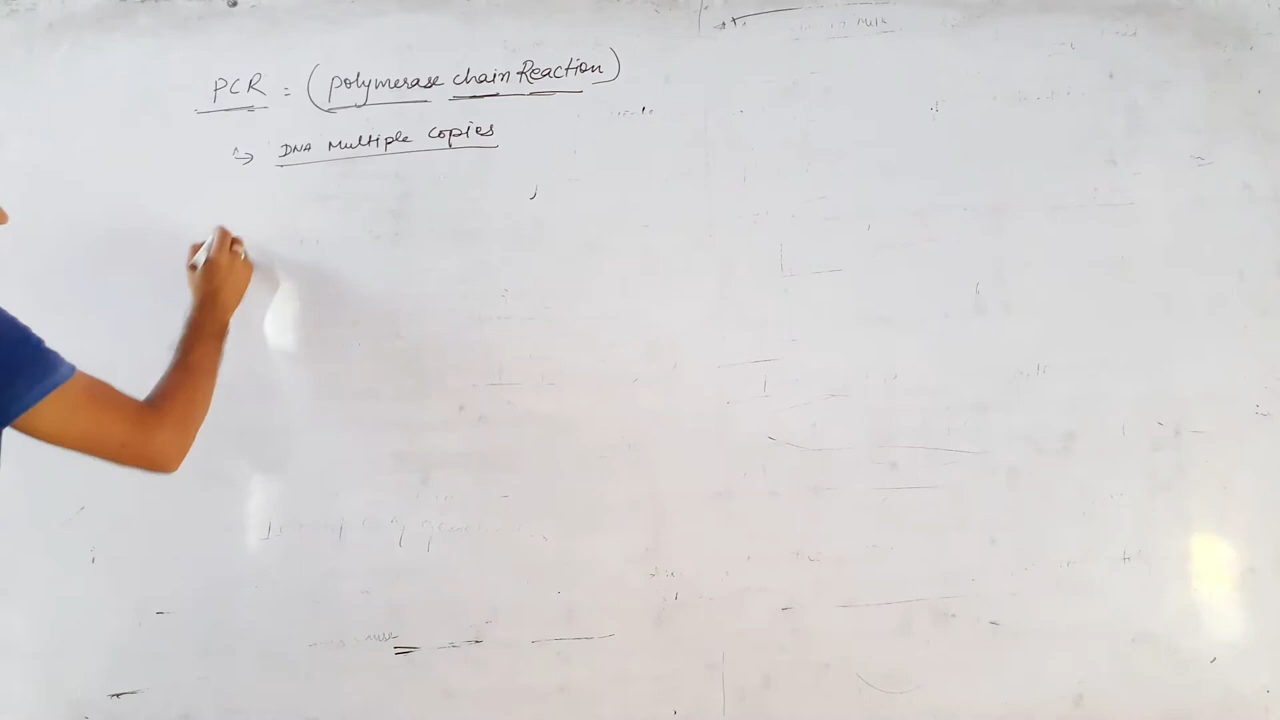 PCR = (polymerase chain Reaction)
↳ DNA Multiple Copies